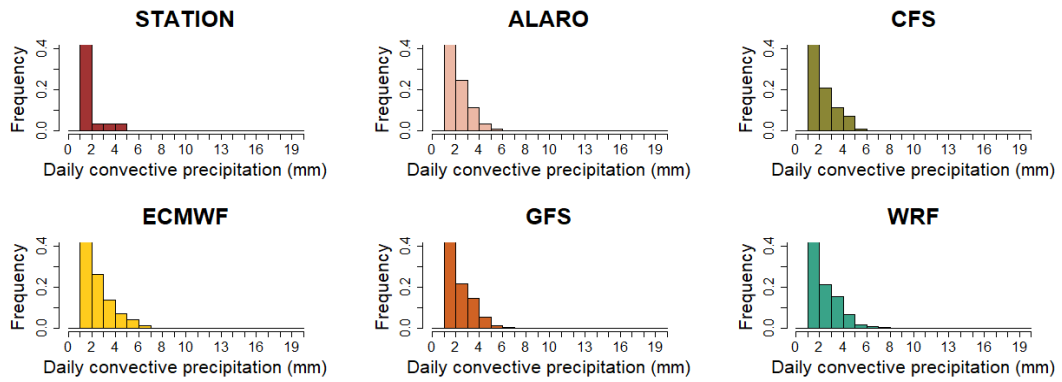 STATION
Frequency
0.0 0.2 0.4
0 2 4 6 8 10 13 16 19
Daily convective precipitation (mm)
ALARO
Frequency
0.0 0.2 0.4
0 2 4 6 8 10 13 16 19
Daily convective precipitation (mm)
CFS
Frequency
0.0 0.2 0.4
0 2 4 6 8 10 13 16 19
Daily convective precipitation (mm)
ECMWF
Frequency
0.0 0.2 0.4
0 2 4 6 8 10 13 16 19
Daily convective precipitation (mm)
GFS
Frequency
0.0 0.2 0.4
0 2 4 6 8 10 13 16 19
Daily convective precipitation (mm)
WRF
Frequency
0.0 0.2 0.4
0 2 4 6 8 10 13 16 19
Daily convective precipitation (mm)